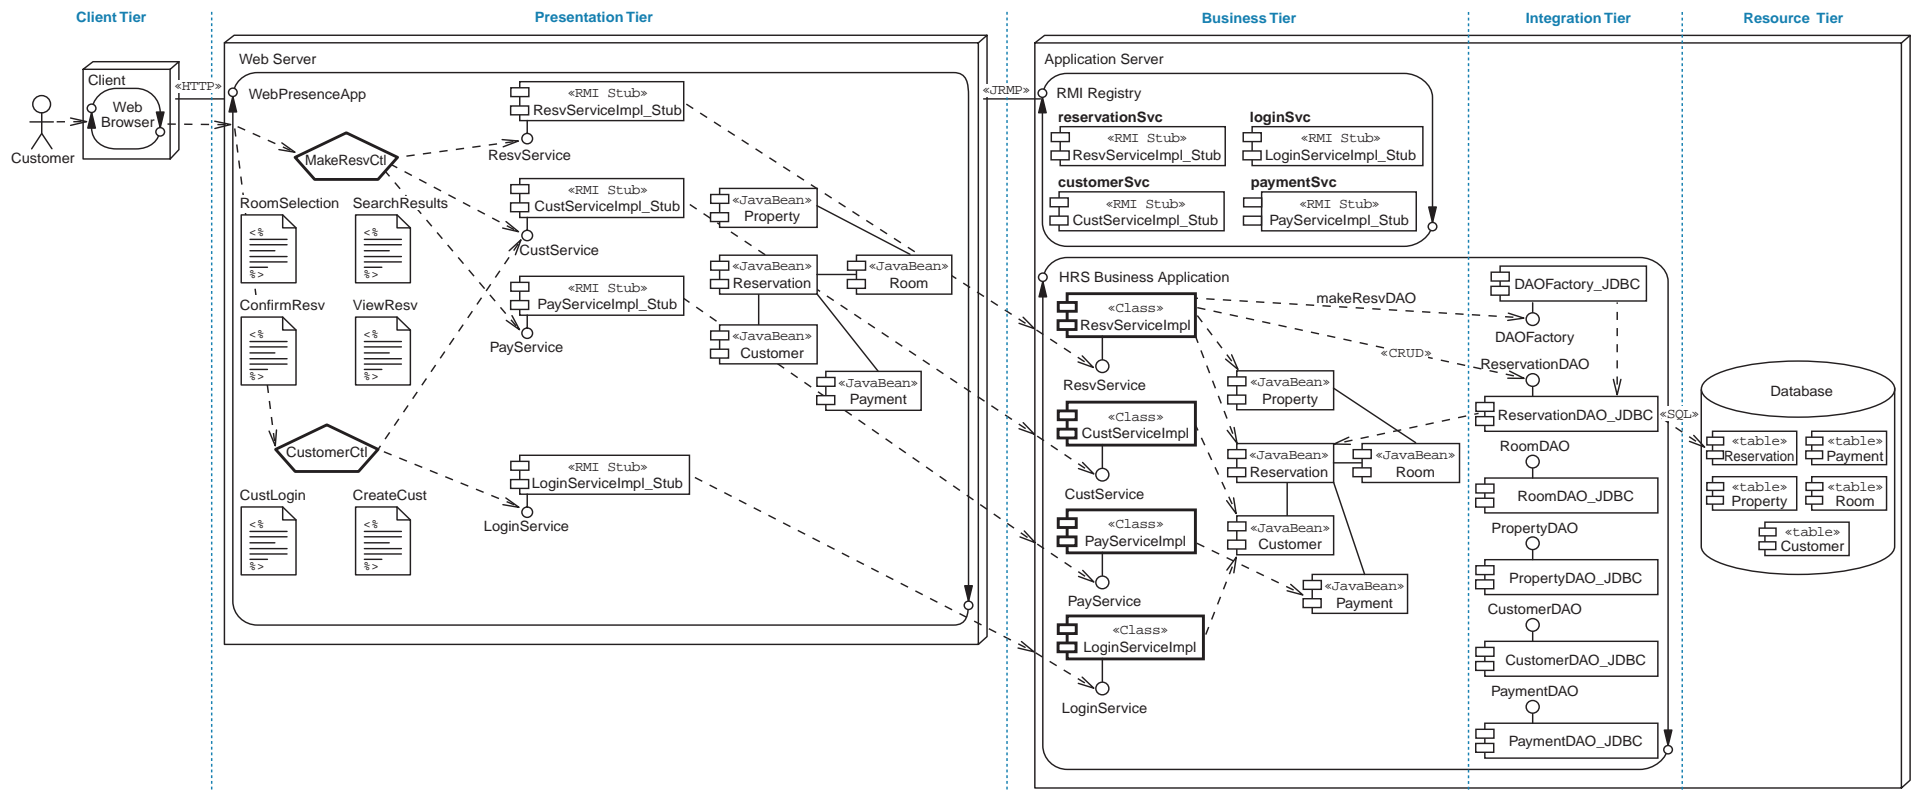 Client Tier
Presentation Tier
Business Tier
Integration Tier
Resource Tier
Customer
Client
Web
Browser
«HTTP»
Web Server
WebPresenceApp
MakeResvCtl
RoomSelection
<%
%>
SearchResults
<%
%>
ConfirmResv
<%
%>
ViewResv
<%
%>
CustomerCtl
CustLogin
<%
%>
CreateCust
<%
%>
«RMI Stub»
ResvServiceImpl_Stub
ResvService
«RMI Stub»
CustServiceImpl_Stub
CustService
«RMI Stub»
PayServiceImpl_Stub
PayService
«RMI Stub»
LoginServiceImpl_Stub
LoginService
«JavaBean»
Property
«JavaBean»
Reservation
«JavaBean»
Room
«JavaBean»
Customer
«JavaBean»
Payment
«JRMP»
Application Server
RMI Registry
reservationSvc
«RMI Stub»
ResvServiceImpl_Stub
loginSvc
«RMI Stub»
LoginServiceImpl_Stub
customerSvc
«RMI Stub»
CustServiceImpl_Stub
paymentSvc
«RMI Stub»
PayServiceImpl_Stub
HRS Business Application
«Class»
ResvServiceImpl
ResvService
«Class»
CustServiceImpl
CustService
«Class»
PayServiceImpl
PayService
«Class»
LoginServiceImpl
LoginService
makeResvDAO
«CRUD»
«JavaBean»
Property
«JavaBean»
Reservation
«JavaBean»
Room
«JavaBean»
Customer
«JavaBean»
Payment
DAOFactory_JDBC
DAOFactory
ReservationDAO
ReservationDAO_JDBC
RoomDAO
RoomDAO_JDBC
PropertyDAO
PropertyDAO_JDBC
CustomerDAO
CustomerDAO_JDBC
PaymentDAO
PaymentDAO_JDBC
«SQL»
Database
«table»
Reservation
«table»
Payment
«table»
Property
«table»
Room
«table»
Customer